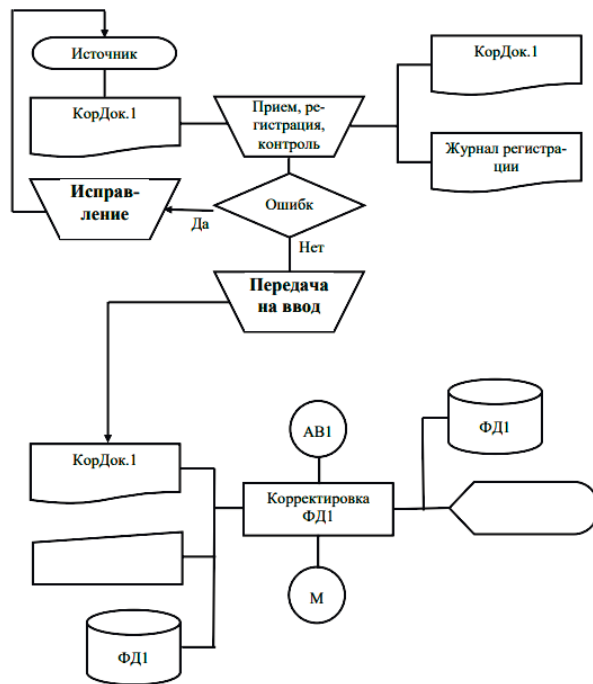 Источник
КорДок.1
Прием, ре-
гистрация,
контроль
КорДок.1
Журнал регистра-
ции
Исправ-
ление
Да
Ошибк
Нет
Передача
на ввод
КорДок.1
АВ1
ФД1
Корректировка
ФД1
М
ФД1